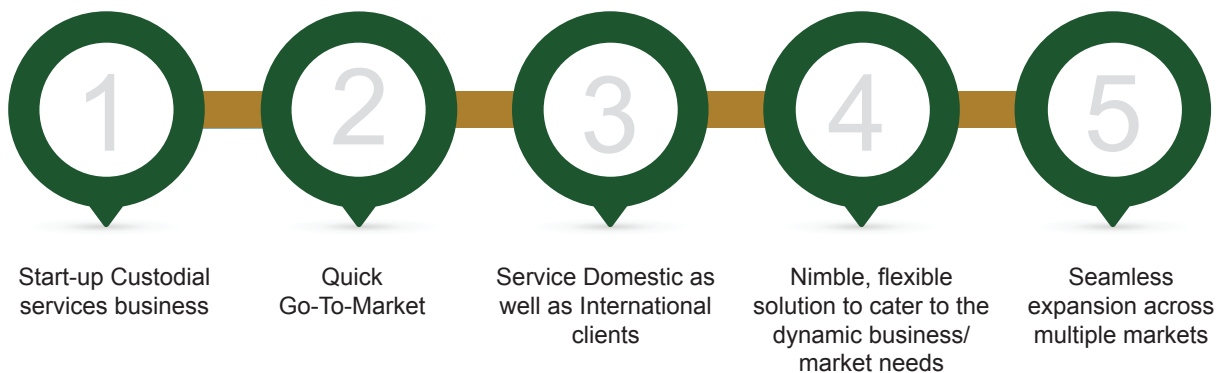 1
2
3
4
5
Start-up Custodial
services business
Quick
Go-To-Market
Service Domestic as
well as International
clients
Nimble, flexible
solution to cater to the
dynamic business/
market needs
Seamless
expansion across
multiple markets